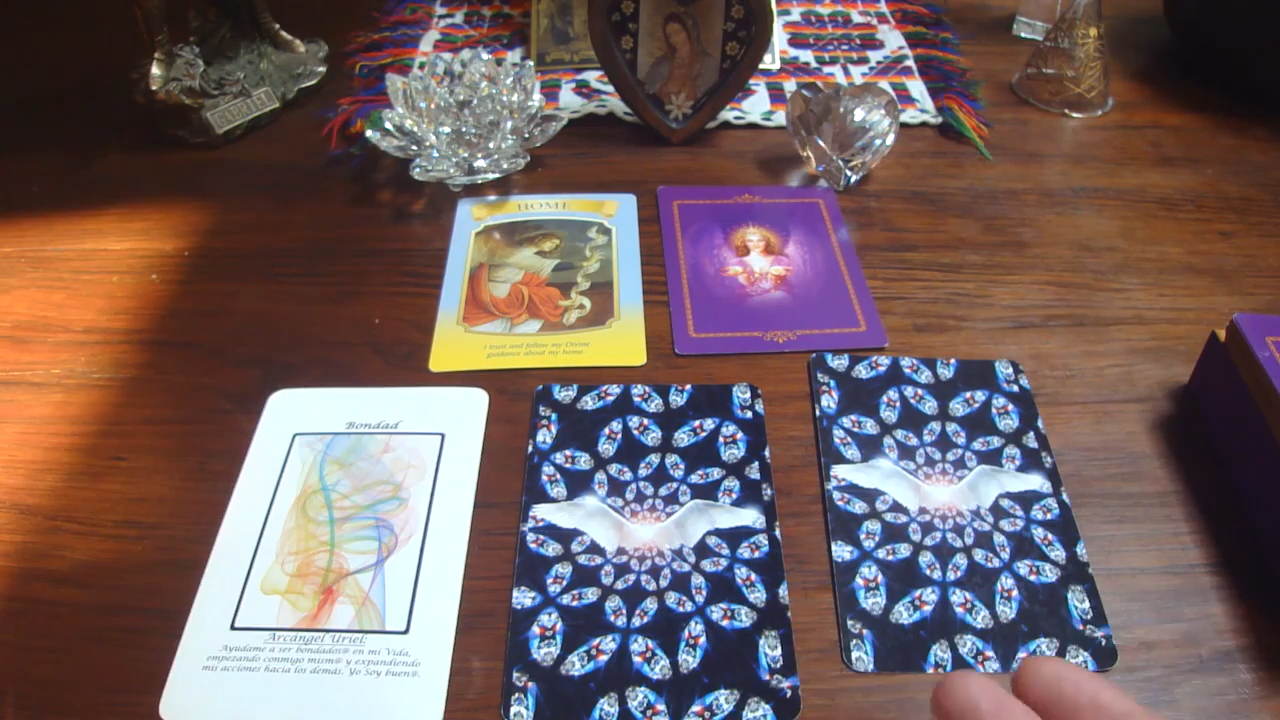 GABRIEL
HOME
I trust and follow my Divine
guidance about my home.
Bondad
Arcángel Uriel:
Ayúdame a ser bondados@ en mi Vida,
empezando conmigo mism@ y expandiendo
mis acciones hacia los demás. Yo Soy buen@.